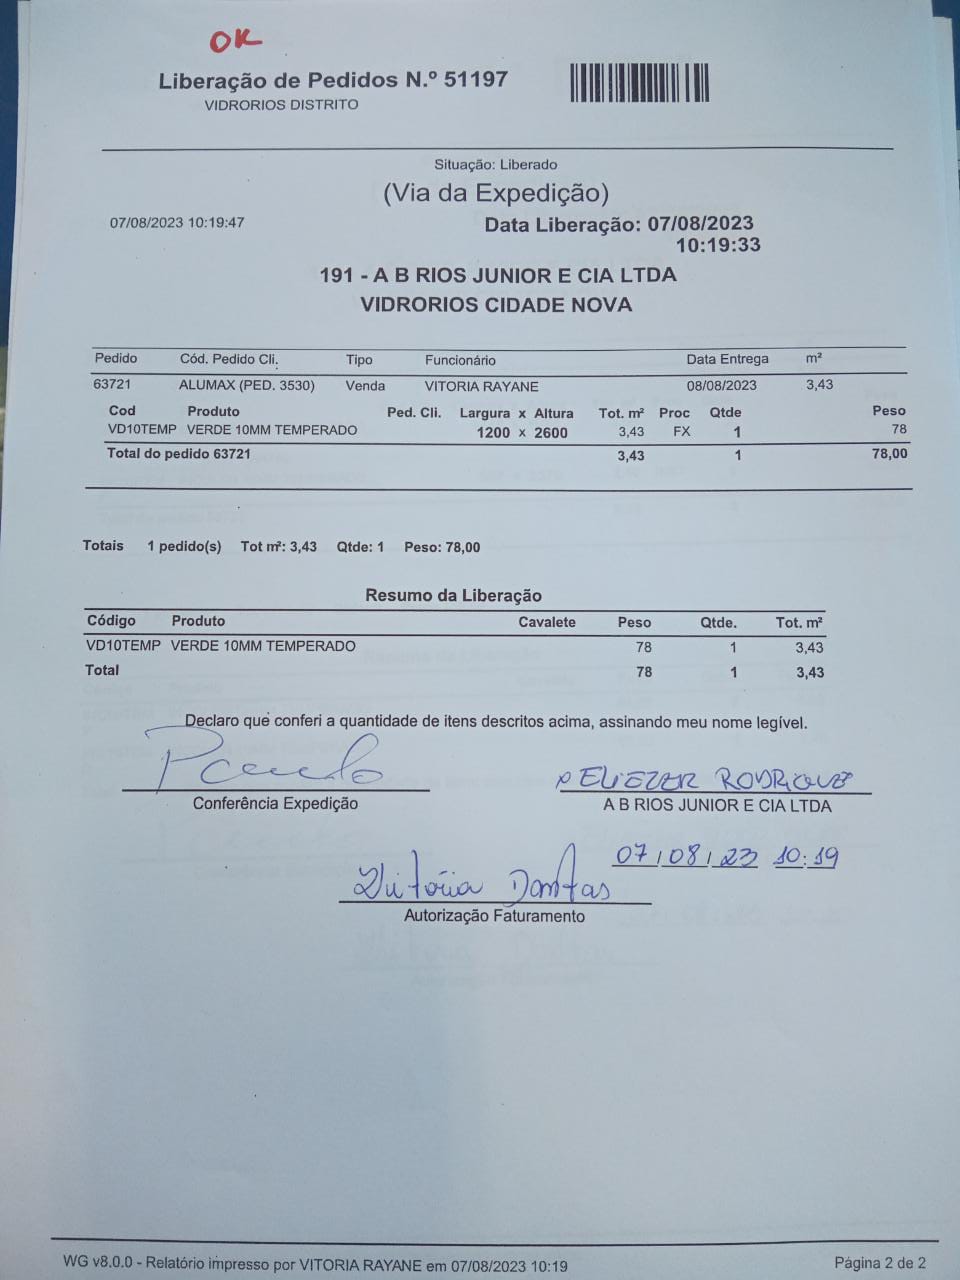 OK
Liberação de Pedidos N.º 51197
VIDRORIOS DISTRITO
Situação: Liberado
(Via da Expedição)
07/08/2023 10:19:47
Data Liberação: 07/08/2023
10:19:33
191 - A B RIOS JUNIOR E CIA LTDA
VIDRORIOS CIDADE NOVA
Pedido Cód. Pedido Cli. Tipo Funcionário Data Entrega m²
63721 ALUMAX (PED. 3530) Venda VITORIA RAYANE 08/08/2023 3,43
Cod Produto Ped. Cli. Largura x Altura Tot. m² Proc Qtde Peso
VD10TEMP VERDE 10MM TEMPERADO 1200 x 2600 3,43 FX 1 78
Total do pedido 63721 3,43 1 78,00
Totais 1 pedido(s) Tot m²: 3,43 Qtde: 1 Peso: 78,00
Resumo da Liberação
Código Produto Cavalete Peso Qtde. Tot. m²
VD10TEMP VERDE 10MM TEMPERADO 78 1 3,43
Total 78 1 3,43
Declaro que conferi a quantidade de itens descritos acima, assinando meu nome legível.
ELIEZER
Conferência Expedição A B RIOS JUNIOR E CIA LTDA
07/08/23 10:19
Vitória Dantas
Autorização Faturamento
WG v8.0.0 - Relatório impresso por VITORIA RAYANE em 07/08/2023 10:19 Página 2 de 2